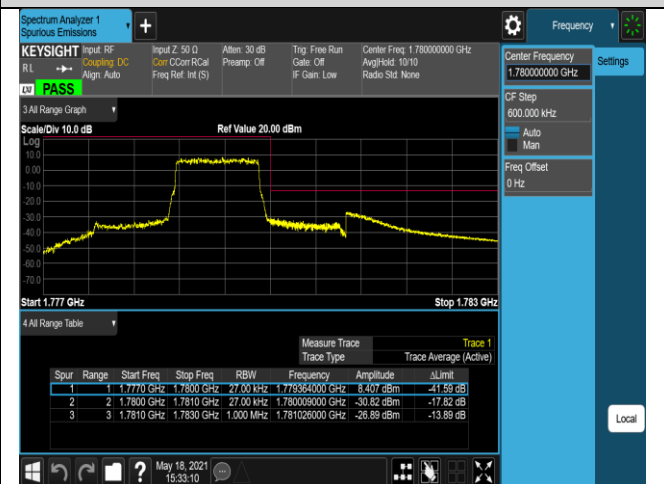 Spectrum Analyzer 1
Spurious Emissions
+
Frequency
KEYSIGHT
RL
LXI
PASS
Input: RF
Coupling: DC
Align: Auto
Input Z: 50 Ω
Corr CCorr RCal
Freq Ref: Int (S)
Atten: 30 dB
Preamp: Off
Trig: Free Run
Gate: Off
IF Gain: Low
Center Freq: 1.780000000 GHz
Avg|Hold: 10/10
Radio Std: None
Center Frequency
1.780000000 GHz
Settings
CF Step
600.000 kHz
Auto
Man
Freq Offset
0 Hz
3 All Range Graph
Scale/Div 10.0 dB
Ref Value 20.00 dBm
Log
10.0
0.00
-10.0
-20.0
-30.0
-40.0
-50.0
-60.0
-70.0
Start 1.777 GHz
Stop 1.783 GHz
4 All Range Table
Measure Trace Trace 1
Trace Type Trace Average (Active)
Spur Range Start Freq Stop Freq RBW Frequency Amplitude ΔLimit
1 1 1.7770 GHz 1.7800 GHz 27.00 kHz 1.779364000 GHz 8.407 dBm -41.59 dB
2 2 1.7800 GHz 1.7810 GHz 27.00 kHz 1.780009000 GHz -30.82 dBm -17.82 dB
3 3 1.7810 GHz 1.7830 GHz 1.000 MHz 1.781026000 GHz -26.89 dBm -13.89 dB
Local
?
May 18, 2021
15:33:10